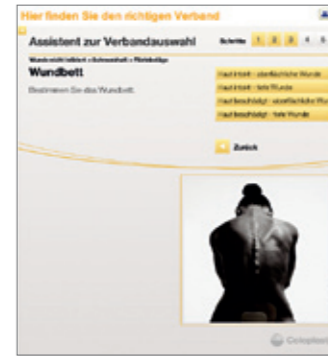 Hier finden Sie den richtigen Verband
Assistent zur Verbandauswahl
Schritte 1 2 3 4 5
Wundbett
Bestimmen Sie das Wundbett.
Haut intakt - oberflächliche Wunde
Haut intakt - tiefe Wunde
Haut beschädigt - oberflächliche Wunde
Haut beschädigt - tiefe Wunde
Zurück
Coloplast